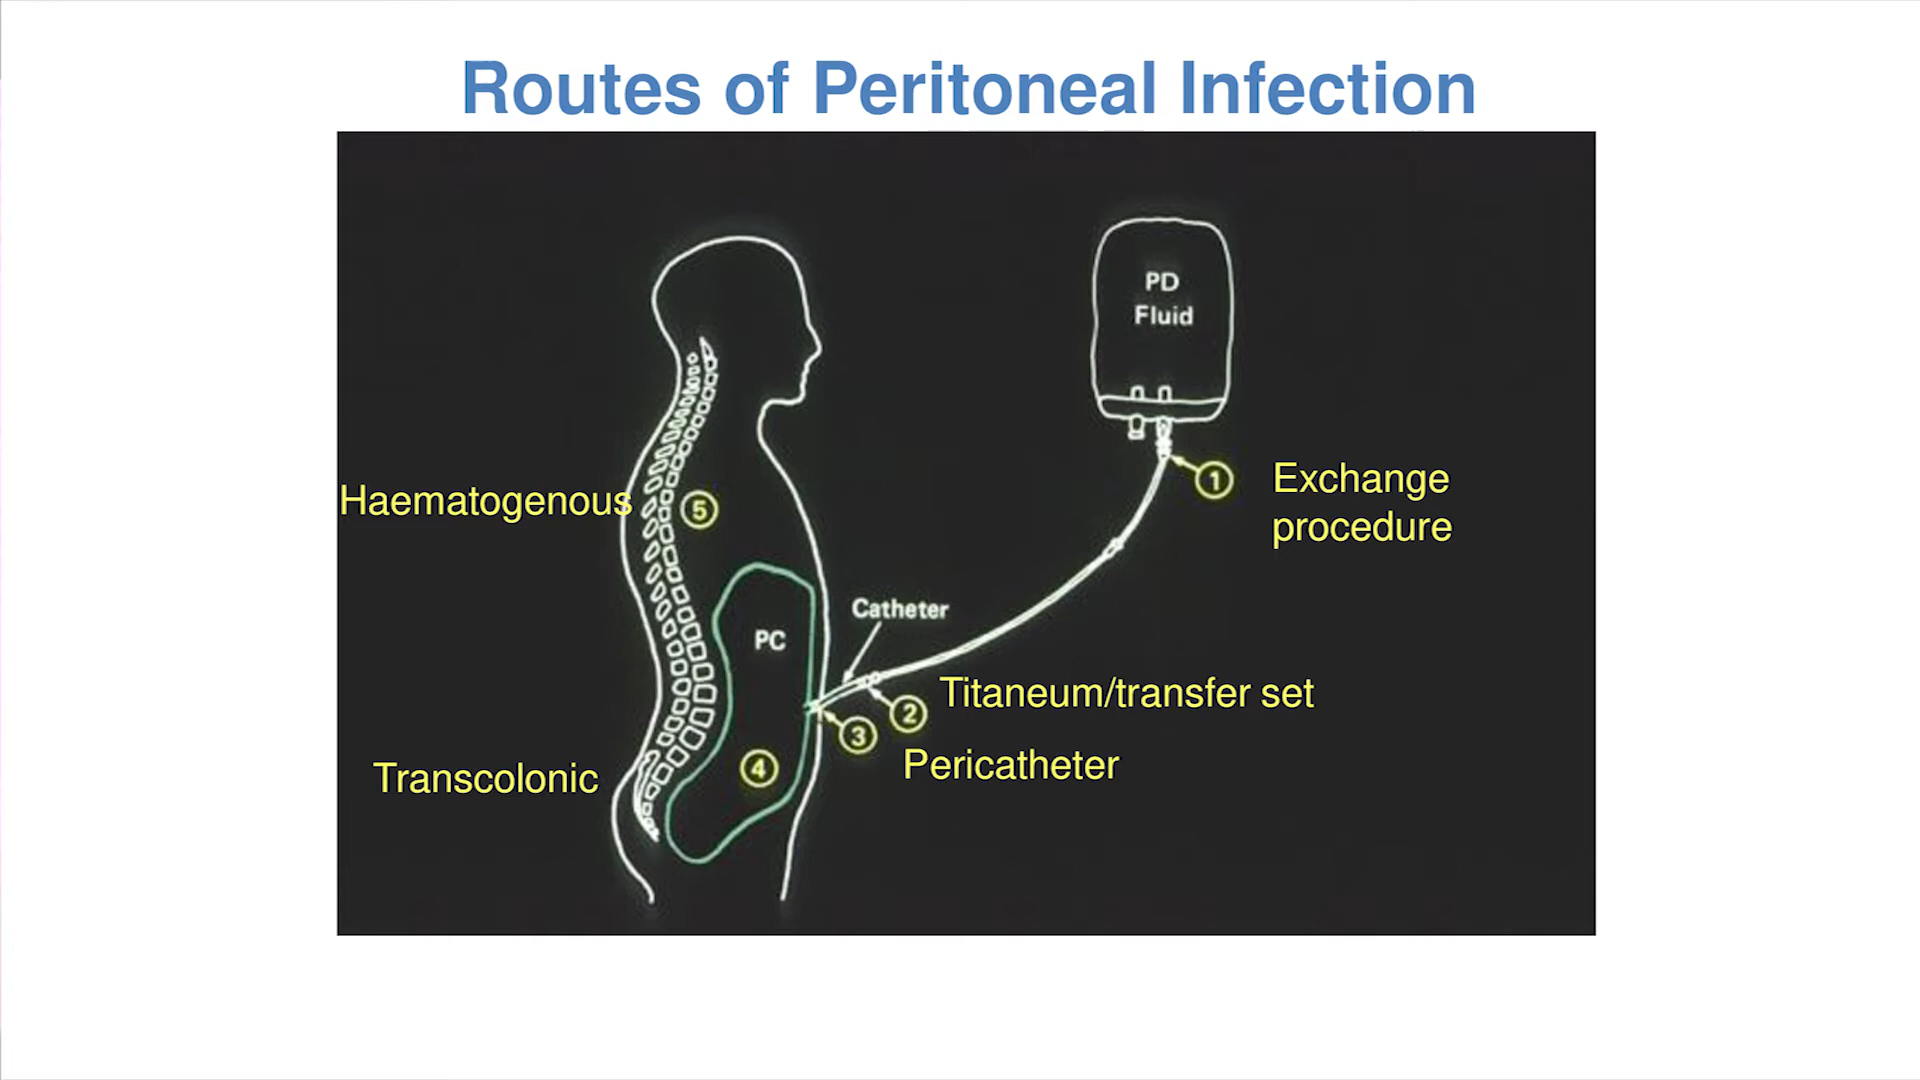 Routes of Peritoneal Infection
PD
Fluid
1
Exchange
procedure
Haematogenous
5
Catheter
PC
2
Titaneum/transfer set
3
Pericatheter
4
Transcolonic